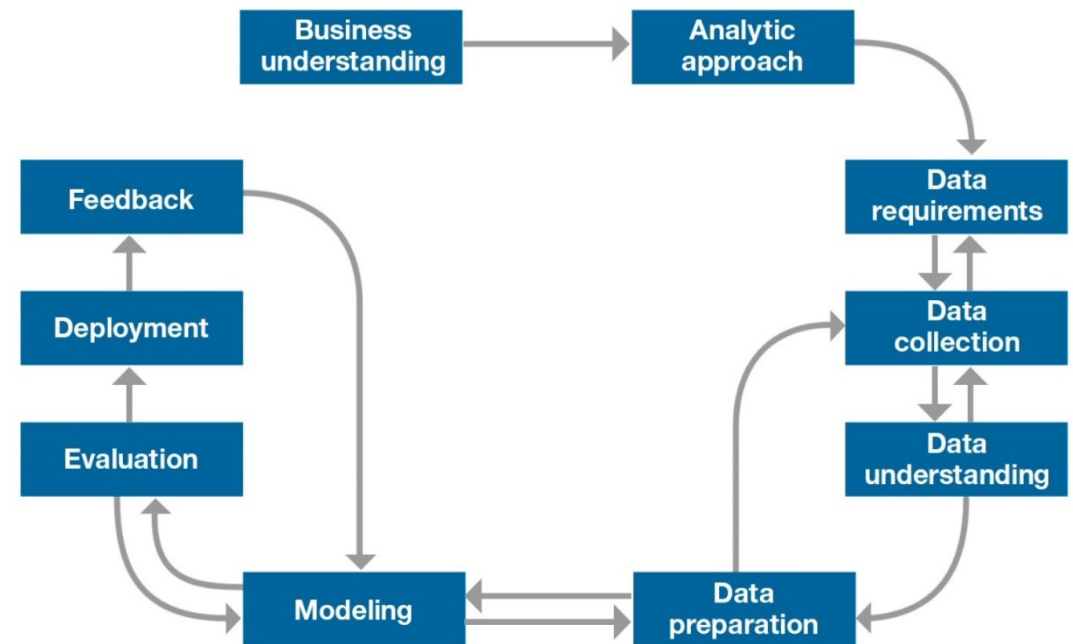 Business
understanding
Analytic
approach
Data
requirements
Data
collection
Data
understanding
Data
preparation
Modeling
Evaluation
Deployment
Feedback